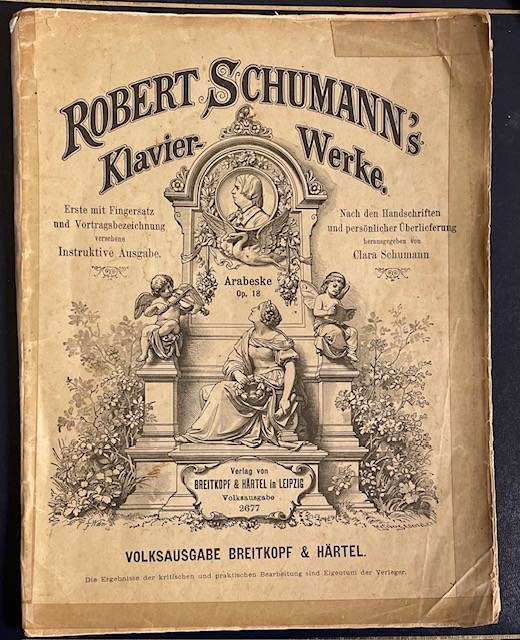 ROBERT SCHUMANN's
Klavier-Werke.
Erste mit Fingersatz
und Vortragsbezeichnung
versehene
Instruktive Ausgabe.
Nach den Handschriften
und persönlicher Überlieferung
herausgegeben von
Clara Schumann
Arabeske
Op. 18
Verlag von
BREITKOPF & HÄRTEL in LEIPZIG
Volksausgabe
2677
VOLKSAUSGABE BREITKOPF & HÄRTEL.
Die Ergebnisse der kritischen und praktischen Bearbeitung sind Eigentum der Verleger.